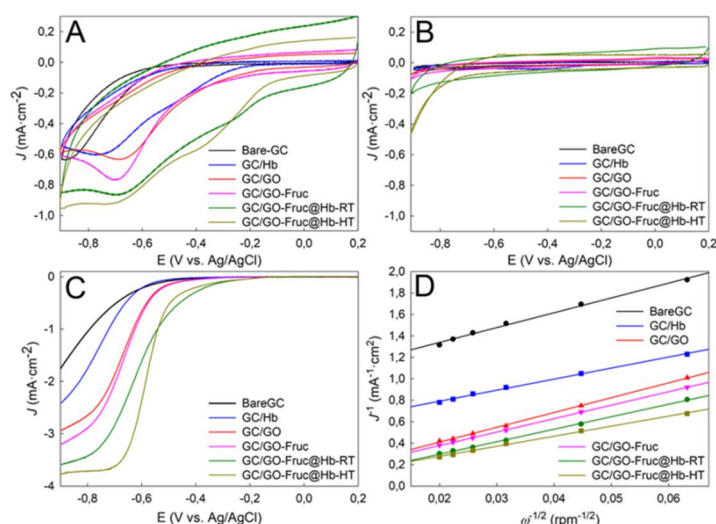 A
0,2
0,0
-0,2
-0,4
-0,6
-0,8
-1,0
J (mA·cm-2)
Bare-GC
GC/Hb
GC/GO
GC/GO-Fruc
GC/GO-Fruc@Hb-RT
GC/GO-Fruc@Hb-HT
-0,8 -0,6 -0,4 -0,2 0,0 0,2
E (V vs. Ag/AgCl)
B
0,2
0,0
-0,2
-0,4
-0,6
-0,8
-1,0
J (mA·cm-2)
BareGC
GC/Hb
GC/GO
GC/GO-Fruc
GC/GO-Fruc@Hb-RT
GC/GO-Fruc@Hb-HT
-0,8 -0,6 -0,4 -0,2 0,0 0,2
E (V vs. Ag/AgCl)
C
0
-1
-2
-3
-4
J (mA·cm-2)
BareGC
GC/Hb
GC/GO
GC/GO-Fruc
GC/GO-Fruc@Hb-RT
GC/GO-Fruc@Hb-HT
-0,8 -0,6 -0,4 -0,2 0,0 0,2
E (V vs. Ag/AgCl)
D
2,0
1,8
1,6
1,4
1,2
1,0
0,8
0,6
0,4
0,2
0,0
J-1 (mA-1·cm2)
BareGC
GC/Hb
GC/GO
GC/GO-Fruc
GC/GO-Fruc@Hb-RT
GC/GO-Fruc@Hb-HT
0,02 0,03 0,04 0,05 0,06
ω-1/2 (rpm-1/2)